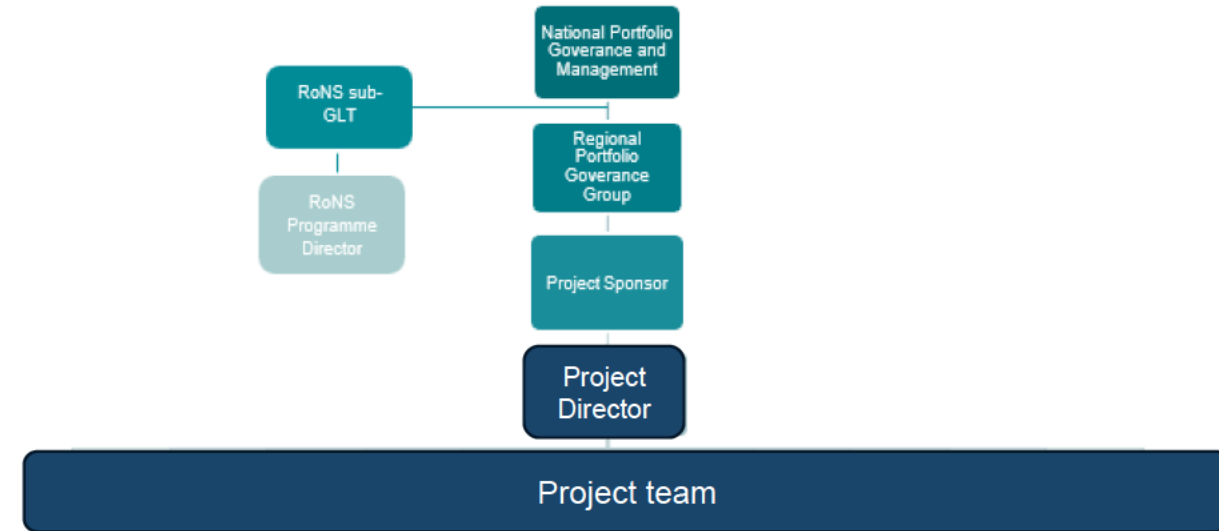 National Portfolio
Goverance and
Management
RoNS sub-
GLT
Regional
Portfolio
Goverance
Group
RoNS
Programme
Director
Project Sponsor
Project
Director
Project team